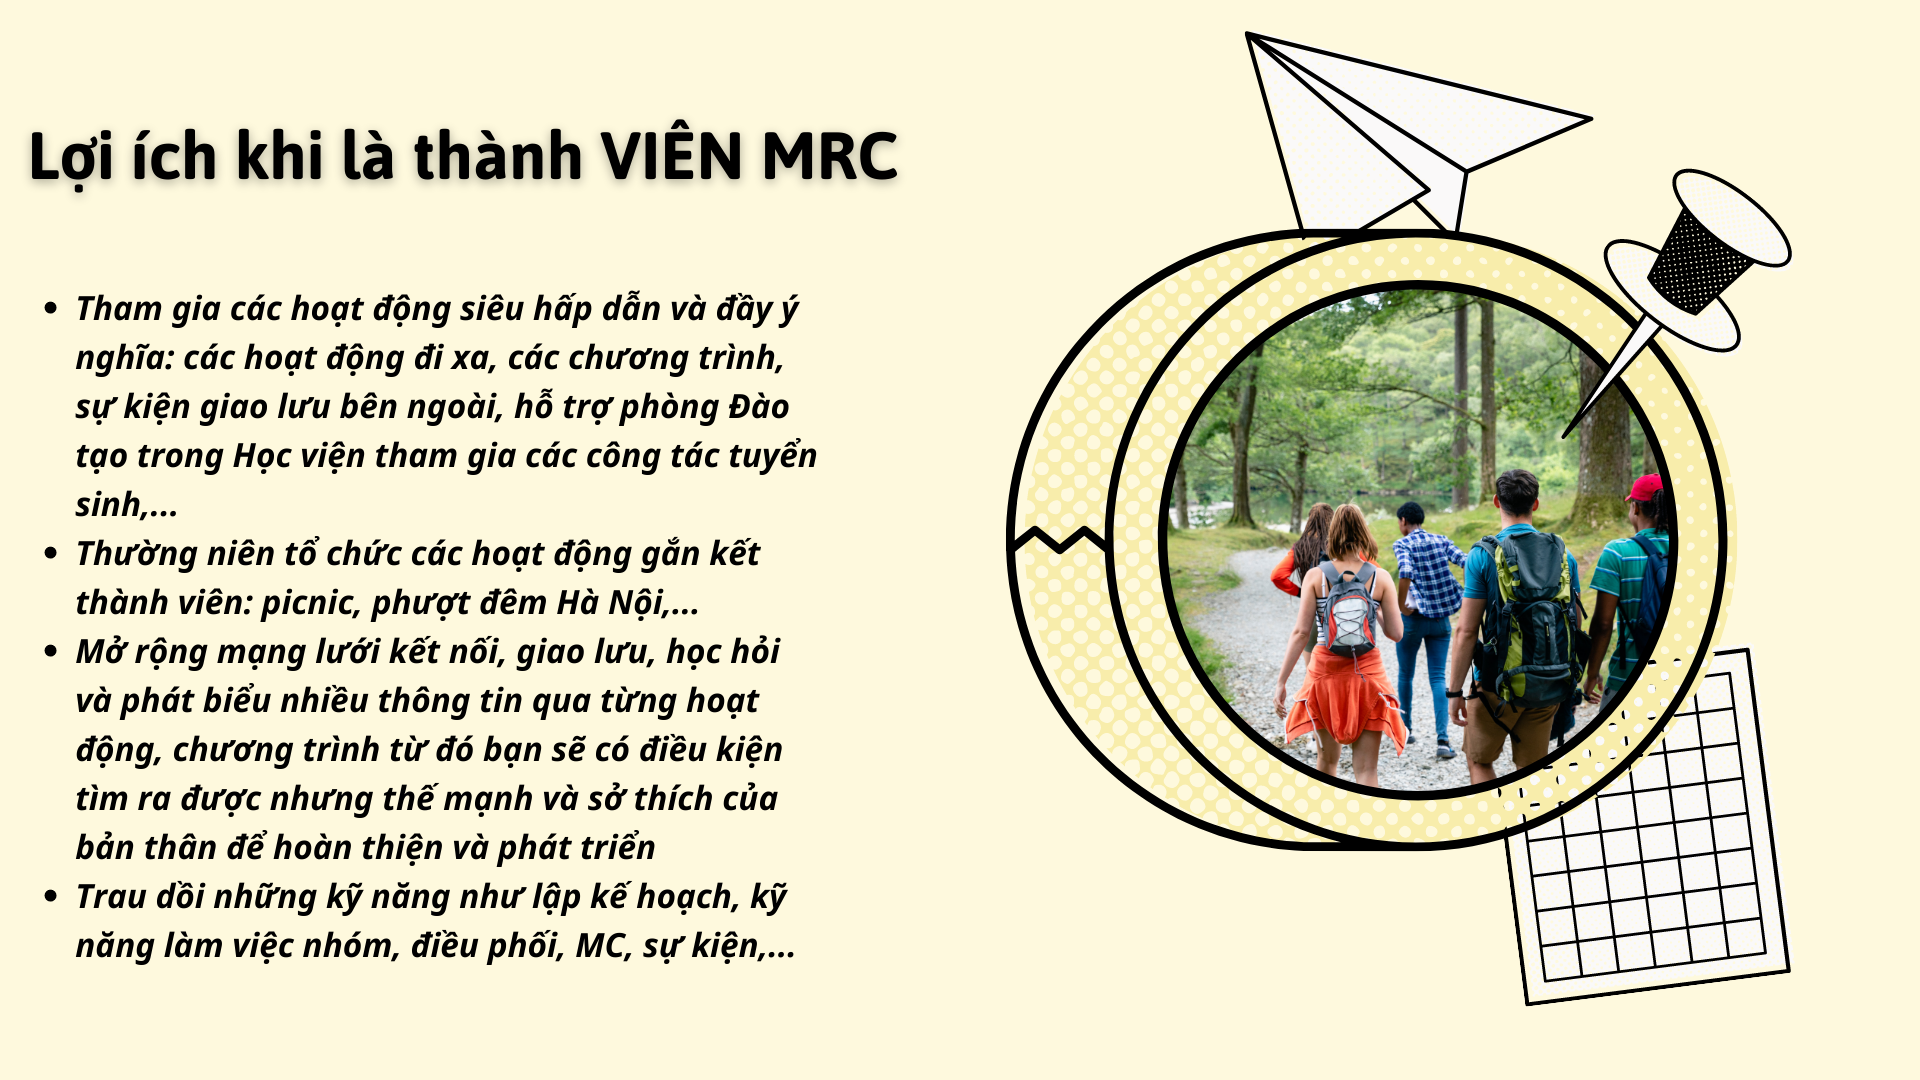 Lợi ích khi là thành VIÊN MRC
• Tham gia các hoạt động siêu hấp dẫn và đầy ý
nghĩa: các hoạt động đi xa, các chương trình,
sự kiện giao lưu bên ngoài, hỗ trợ phòng Đào
tạo trong Học viện tham gia các công tác tuyển
sinh,...
• Thường niên tổ chức các hoạt động gắn kết
thành viên: picnic, phượt đêm Hà Nội,...
• Mở rộng mạng lưới kết nối, giao lưu, học hỏi
và phát biểu nhiều thông tin qua từng hoạt
động, chương trình từ đó bạn sẽ có điều kiện
tìm ra được nhưng thế mạnh và sở thích của
bản thân để hoàn thiện và phát triển
• Trau dồi những kỹ năng như lập kế hoạch, kỹ
năng làm việc nhóm, điều phối, MC, sự kiện,...